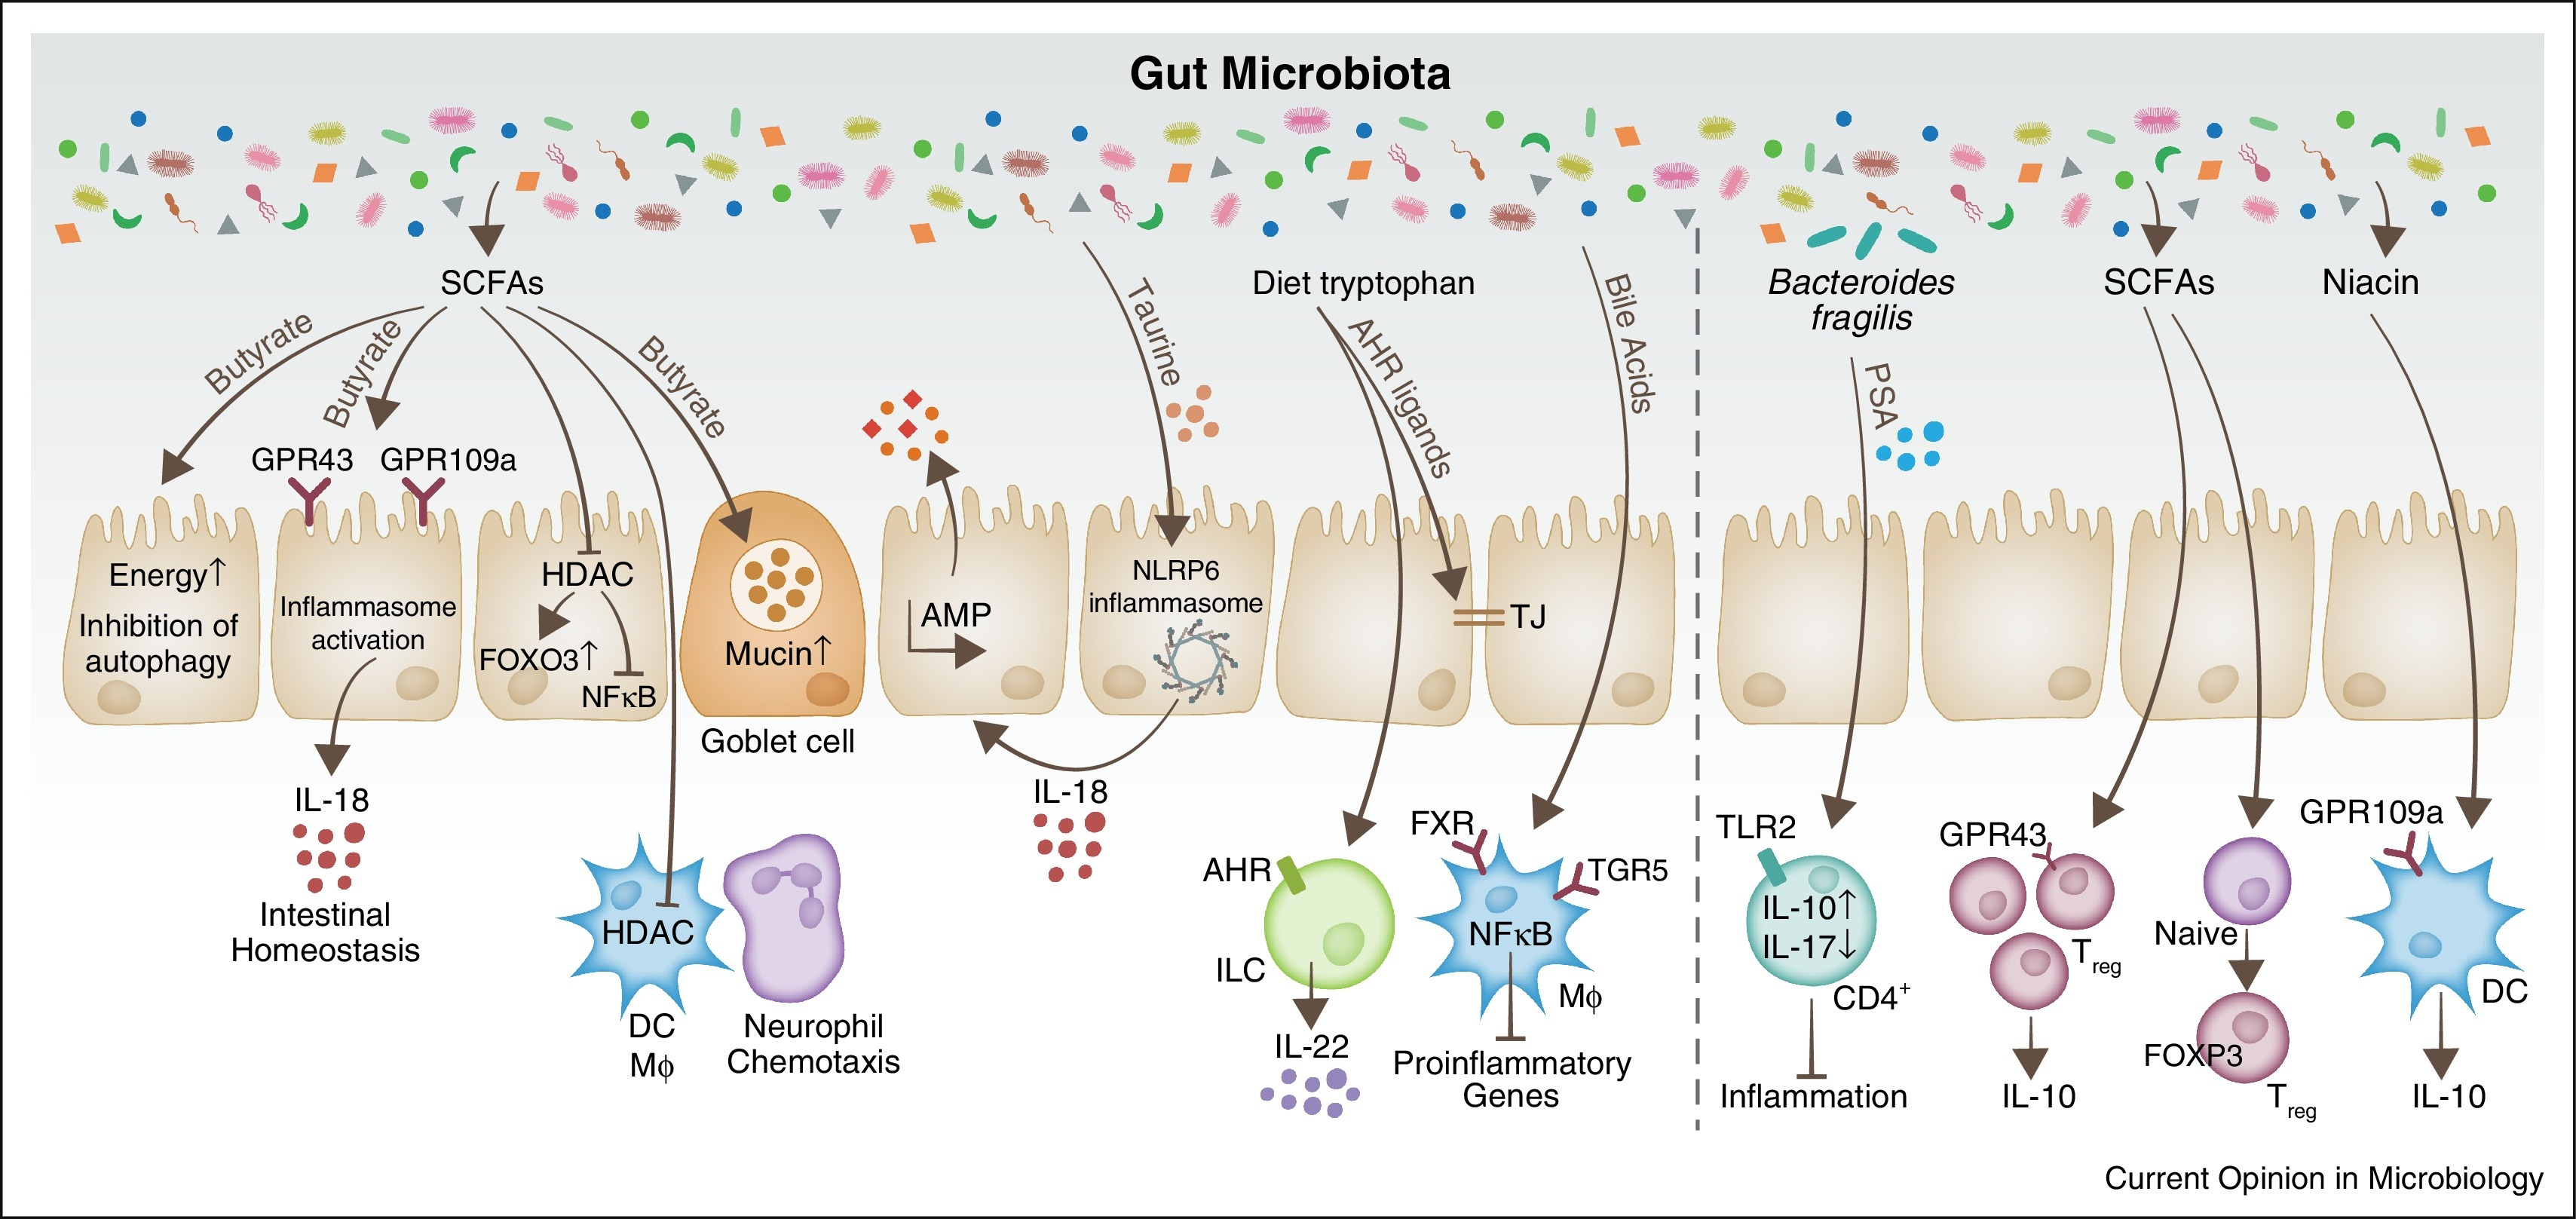 Gut Microbiota
SCFAs
Butyrate
Butyrate
Butyrate
GPR43
GPR109a
Energy↑
Inhibition of
autophagy
Inflammasome
activation
IL-18
Intestinal
Homeostasis
HDAC
FOXO3↑
NFκB
Mucin↑
Goblet cell
HDAC
DC
Mϕ
Neurophil
Chemotaxis
AMP
Taurine
NLRP6
inflammasome
IL-18
Diet tryptophan
AHR ligands
Bile Acids
TJ
AHR
ILC
IL-22
FXR
TGR5
NFκB
Mϕ
Proinflammatory
Genes
Bacteroides
fragilis
PSA
TLR2
IL-10↑
IL-17↓
CD4⁺
Inflammation
SCFAs
GPR43
Treg
IL-10
Naive
FOXP3
Treg
Niacin
GPR109a
DC
IL-10
Current Opinion in Microbiology